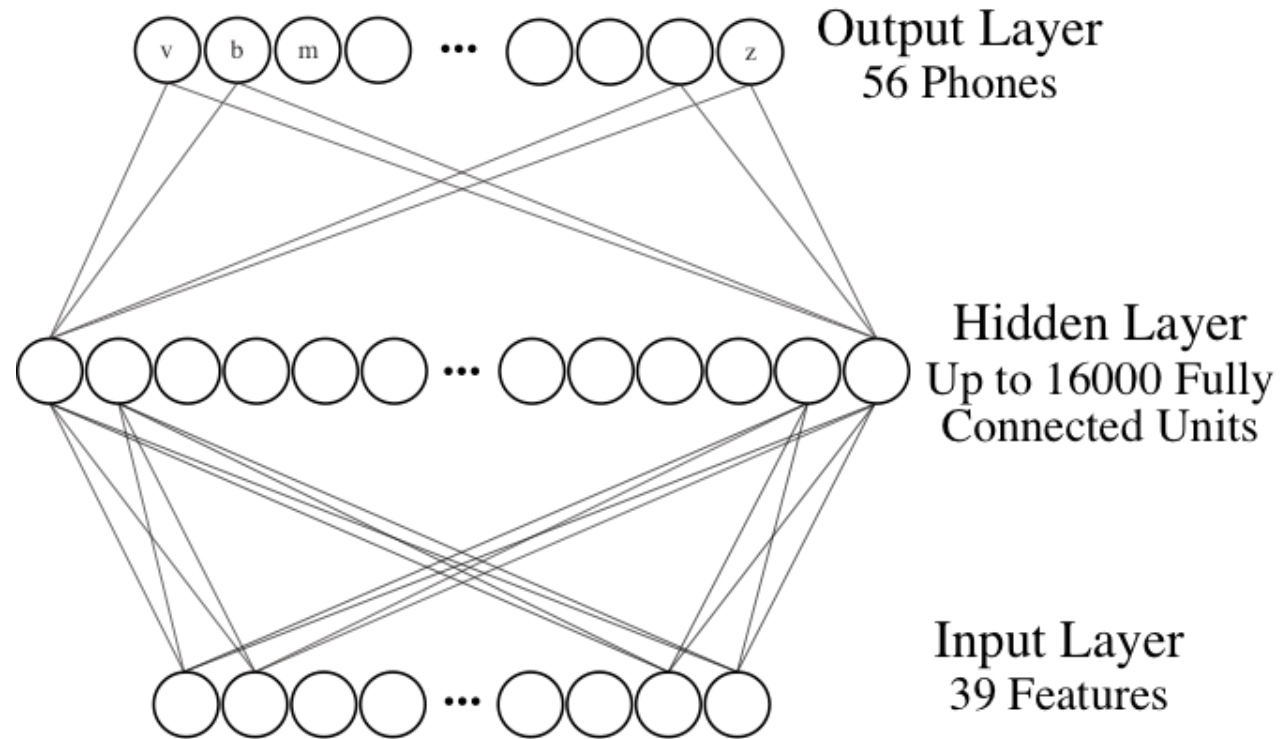 v b m ... z
Output Layer
56 Phones
...
Hidden Layer
Up to 16000 Fully
Connected Units
...
Input Layer
39 Features